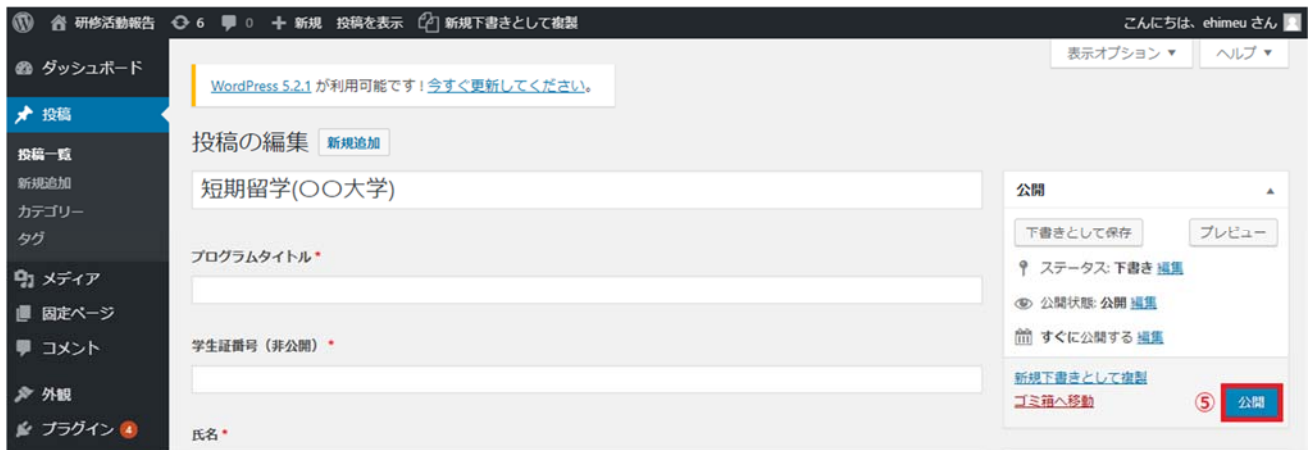 研修活動報告 6 0 新規 投稿を表示 新規下書きとして複製 こんにちは、ehimeu さん
表示オプション ▼ ヘルプ ▼
ダッシュボード
投稿
投稿一覧
新規追加
カテゴリー
タグ
メディア
固定ページ
コメント
外観
プラグイン 4
WordPress 5.2.1 が利用可能です ! 今すぐ更新してください。
投稿の編集 新規追加
短期留学(〇〇大学)
プログラムタイトル *
学生証番号（非公開） *
氏名 *
公開 ▲
下書きとして保存 プレビュー
ステータス: 下書き 編集
公開状態: 公開 編集
すぐに公開する 編集
新規下書きとして複製
ゴミ箱へ移動 ⑤ 公開